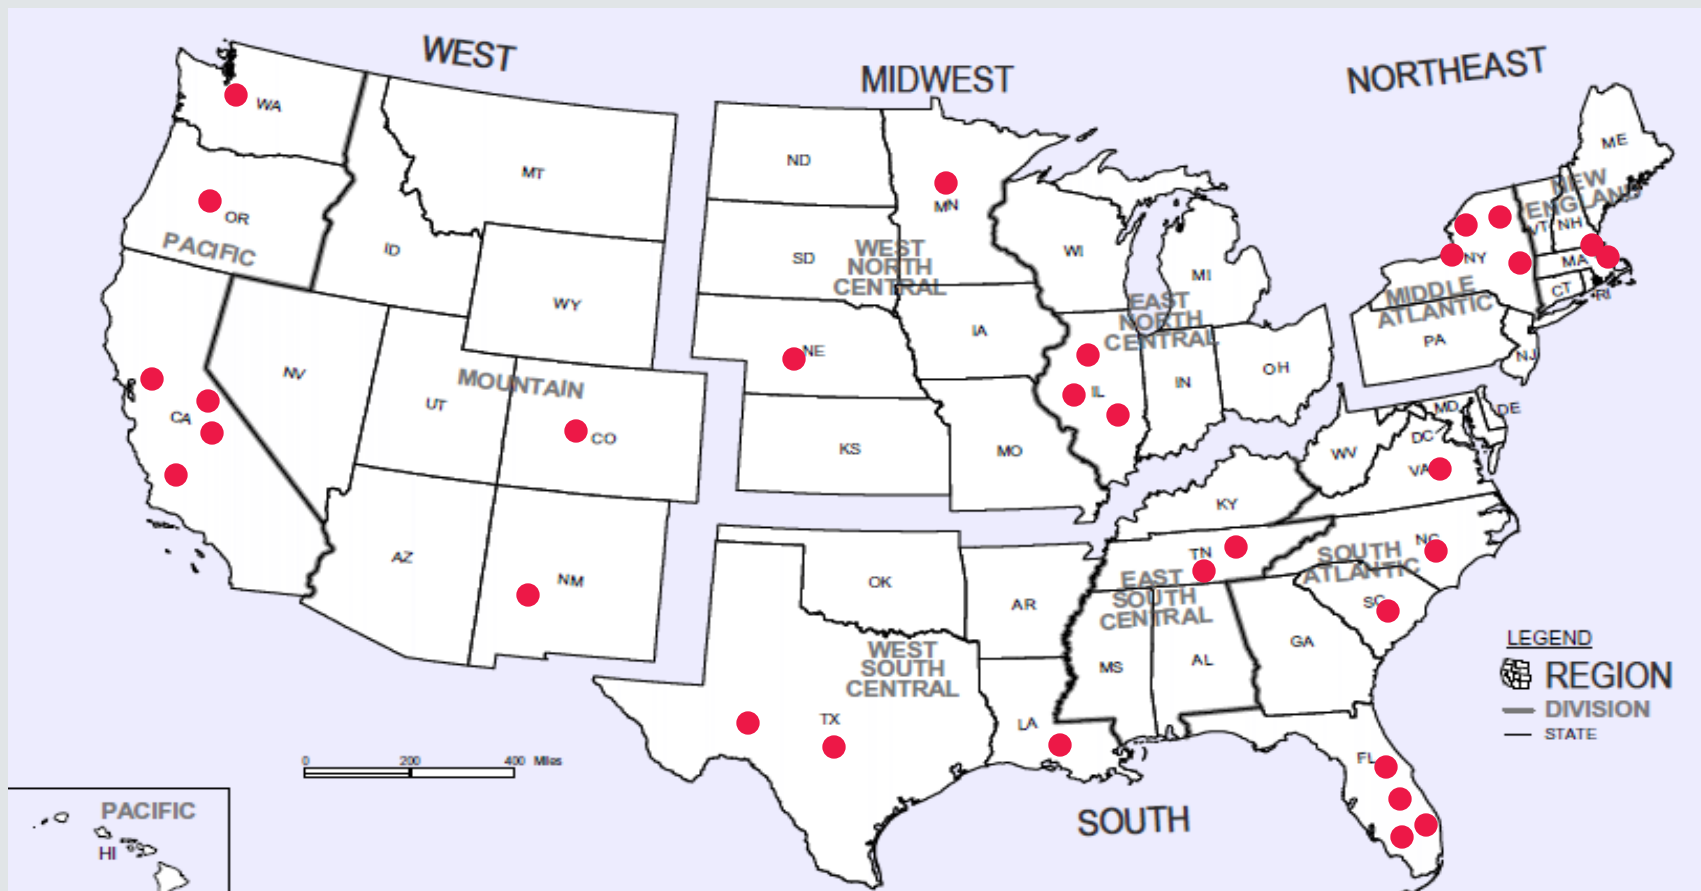 WEST
MIDWEST
NORTHEAST
WA
MT
ND
MN
ME
OR
PACIFIC
ID
SD
WEST
NORTH
CENTRAL
WI
MI
NEW
ENGLAND
VT
NH
NY
MA
CT
RI
WY
MIDDLE
ATLANTIC
EAST
NORTH
CENTRAL
IA
NE
PA
NJ
NV
MOUNTAIN
UT
CO
CA
IL
IN
OH
KS
MO
MD
DE
DC
WV
VA
KY
AZ
NM
OK
AR
TN
EAST
SOUTH
CENTRAL
SOUTH
ATLANTIC
NC
SC
WEST
SOUTH
CENTRAL
MS
AL
GA
TX
LA
FL
LEGEND
REGION
DIVISION
STATE
0 200 400 Miles
SOUTH
PACIFIC
HI